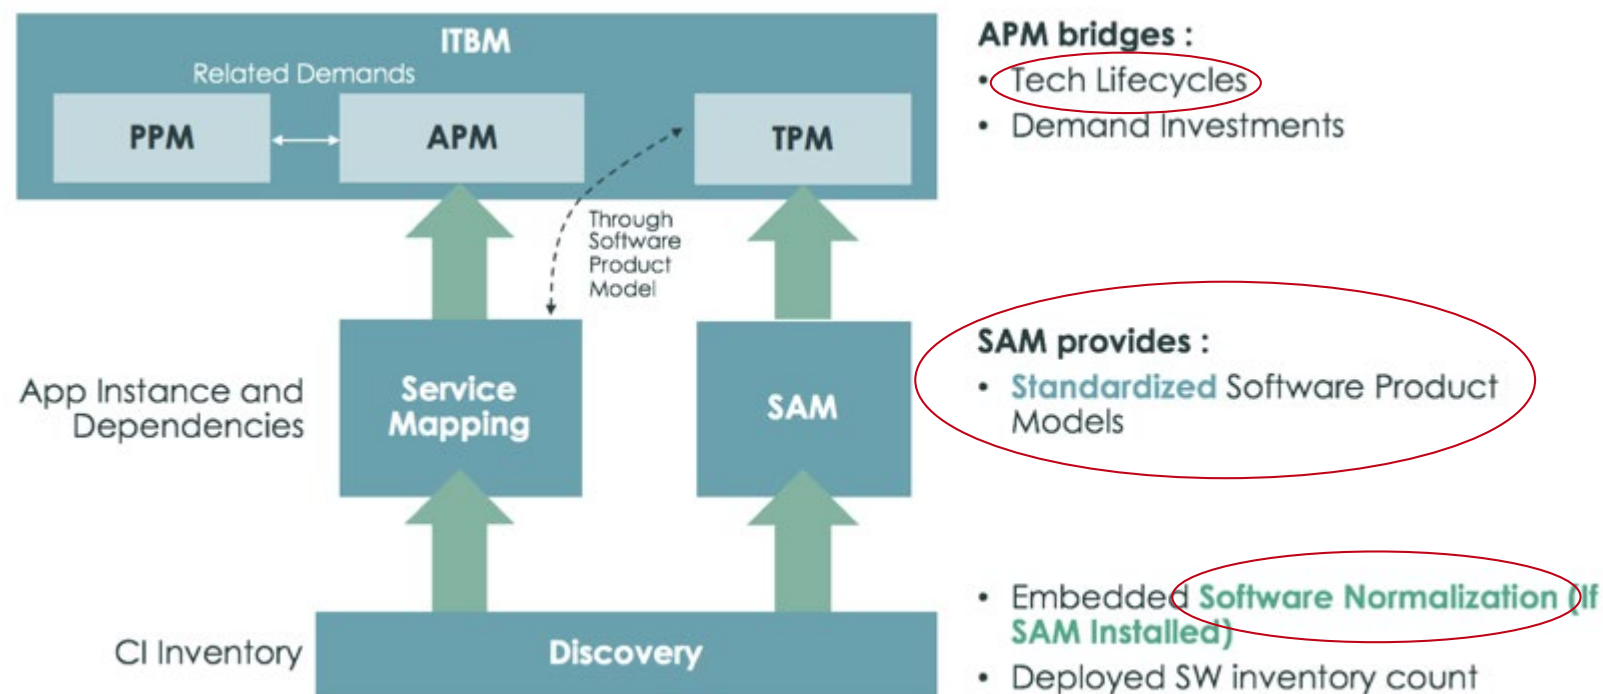 ITBM
Related Demands
PPM
APM
TPM
APM bridges :
• Tech Lifecycles
• Demand Investments
Through
Software
Product
Model
App Instance and
Dependencies
Service
Mapping
SAM
SAM provides :
• Standardized Software Product
Models
CI Inventory
Discovery
• Embedded Software Normalization (If
SAM Installed)
• Deployed SW inventory count